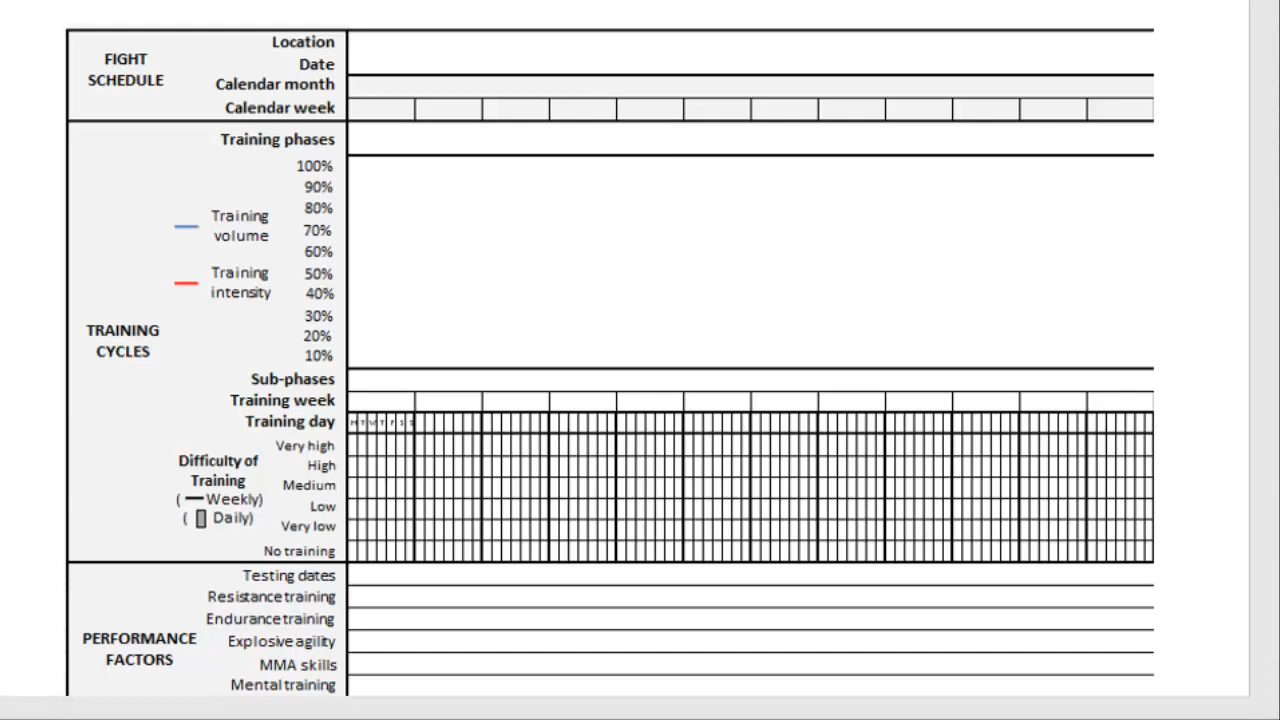 FIGHT
SCHEDULE
Location
Date
Calendar month
Calendar week
Training phases
100%
90%
80%
70%
60%
50%
40%
30%
20%
10%
Training
volume
Training
intensity
TRAINING
CYCLES
Sub-phases
Training week
Training day
M T W T F S S
Difficulty of
Training
( Weekly)
( Daily)
Very high
High
Medium
Low
Very low
No training
PERFORMANCE
FACTORS
Testing dates
Resistance training
Endurance training
Explosive agility
MMA skills
Mental training